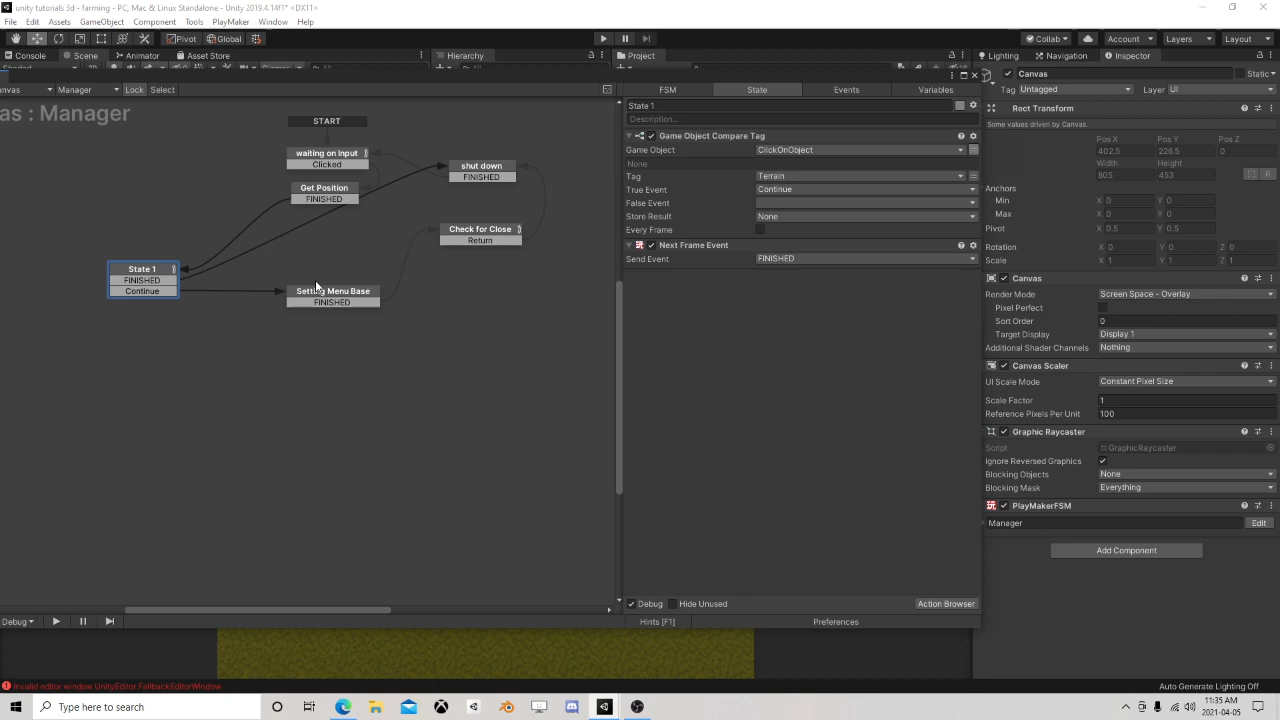 unity tutorials 3d - farming - PC, Mac & Linux Standalone - Unity 2019.4.14f1* <DX11>
File Edit Assets GameObject Component Tools PlayMaker Window Help
Pivot Global Collab Account Layers Layout
Console Scene Animator Asset Store Hierarchy Project Lighting Navigation Inspector
Canvas Static
Tag Untagged Layer UI
anvas Manager Lock Select FSM State Events Variables
as : Manager
START
waiting on Input
Clicked
Get Position
FINISHED
shut down
FINISHED
Check for Close
Return
State 1
FINISHED
Continue
Setting Menu Base
FINISHED
State 1
Description...
Game Object Compare Tag
Game Object ClickOnObject
None
Tag Terrain
True Event Continue
False Event
Store Result None
Every Frame
Next Frame Event
Send Event FINISHED
Debug Hide Unused Action Browser
Debug Hints [F1] Preferences
Rect Transform
Some values driven by Canvas.
Pos X Pos Y Pos Z
402.5 226.5 0
Width Height
805 453
R
Anchors
Min X 0 Y 0
Max X 0 Y 0
Pivot X 0.5 Y 0.5
Rotation X 0 Y 0 Z 0
Scale X 1 Y 1 Z 1
Canvas
Render Mode Screen Space - Overlay
Pixel Perfect
Sort Order 0
Target Display Display 1
Additional Shader Channels Nothing
Canvas Scaler
UI Scale Mode Constant Pixel Size
Scale Factor 1
Reference Pixels Per Unit 100
Graphic Raycaster
Script GraphicRaycaster
Ignore Reversed Graphics
Blocking Objects None
Blocking Mask Everything
PlayMakerFSM
Manager Edit
Add Component
Invalid editor window UnityEditor.FallbackEditorWindow
Auto Generate Lighting Off
Type here to search
11:35 AM
2021-04-05